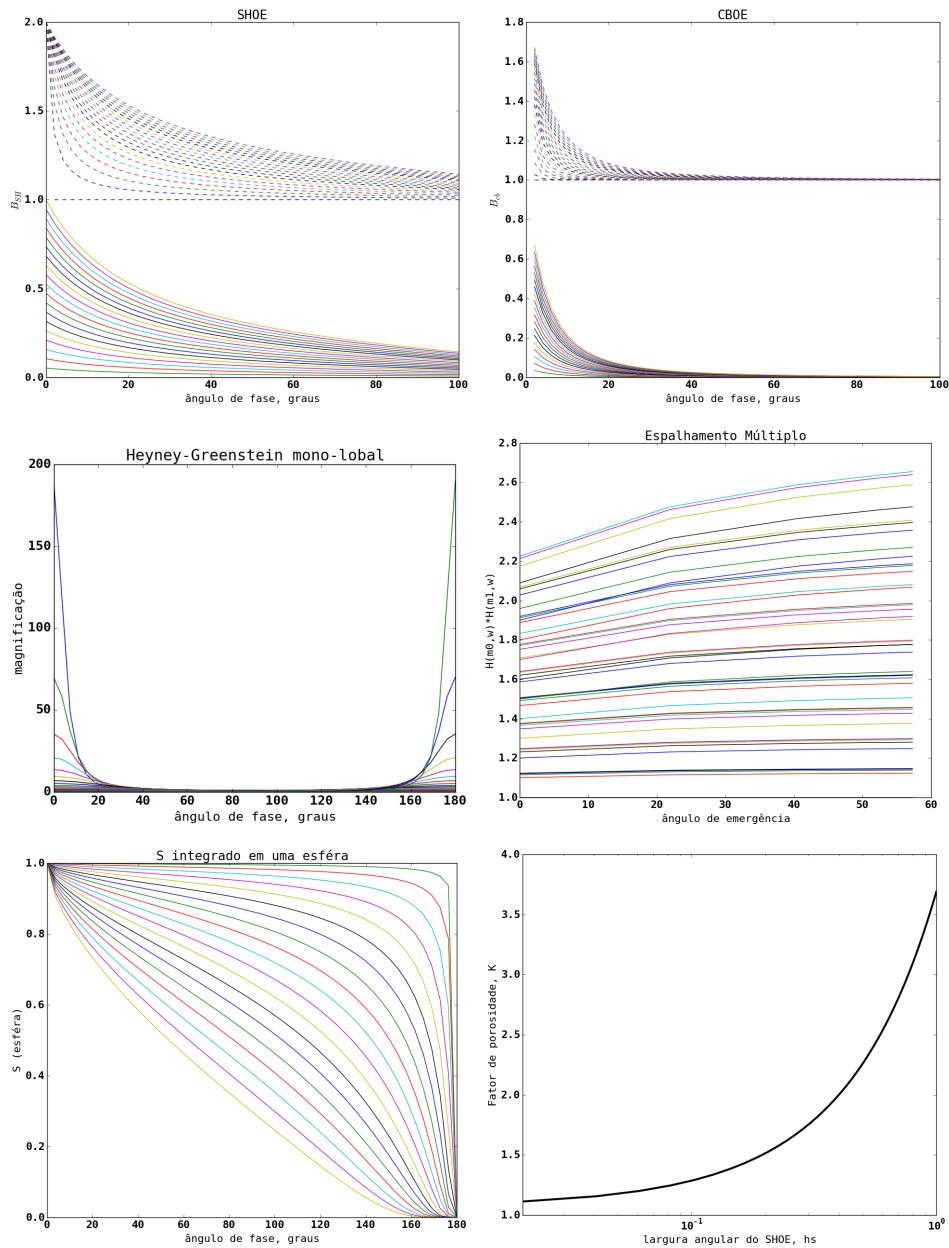 SHOE
2.0
1.5
1.0
0.5
0.0
B_SH
0 20 40 60 80 100
ângulo de fase, graus
CBOE
1.8
1.6
1.4
1.2
1.0
0.8
0.6
0.4
0.2
0.0
B_cb
0 20 40 60 80 100
ângulo de fase, graus
Heyney-Greenstein mono-lobal
200
150
100
50
0
magnificação
0 20 40 60 80 100 120 140 160 180
ângulo de fase, graus
Espalhamento Múltiplo
2.8
2.6
2.4
2.2
2.0
1.8
1.6
1.4
1.2
1.0
H(m0,w)*H(m1,w)
0 10 20 30 40 50 60
ângulo de emergência
S integrado em uma esféra
1.0
0.8
0.6
0.4
0.2
0.0
S (esféra)
0 20 40 60 80 100 120 140 160 180
ângulo de fase, graus
4.0
3.5
3.0
2.5
2.0
1.5
1.0
Fator de porosidade, K
10⁻¹ 10⁰
largura angular do SHOE, hs